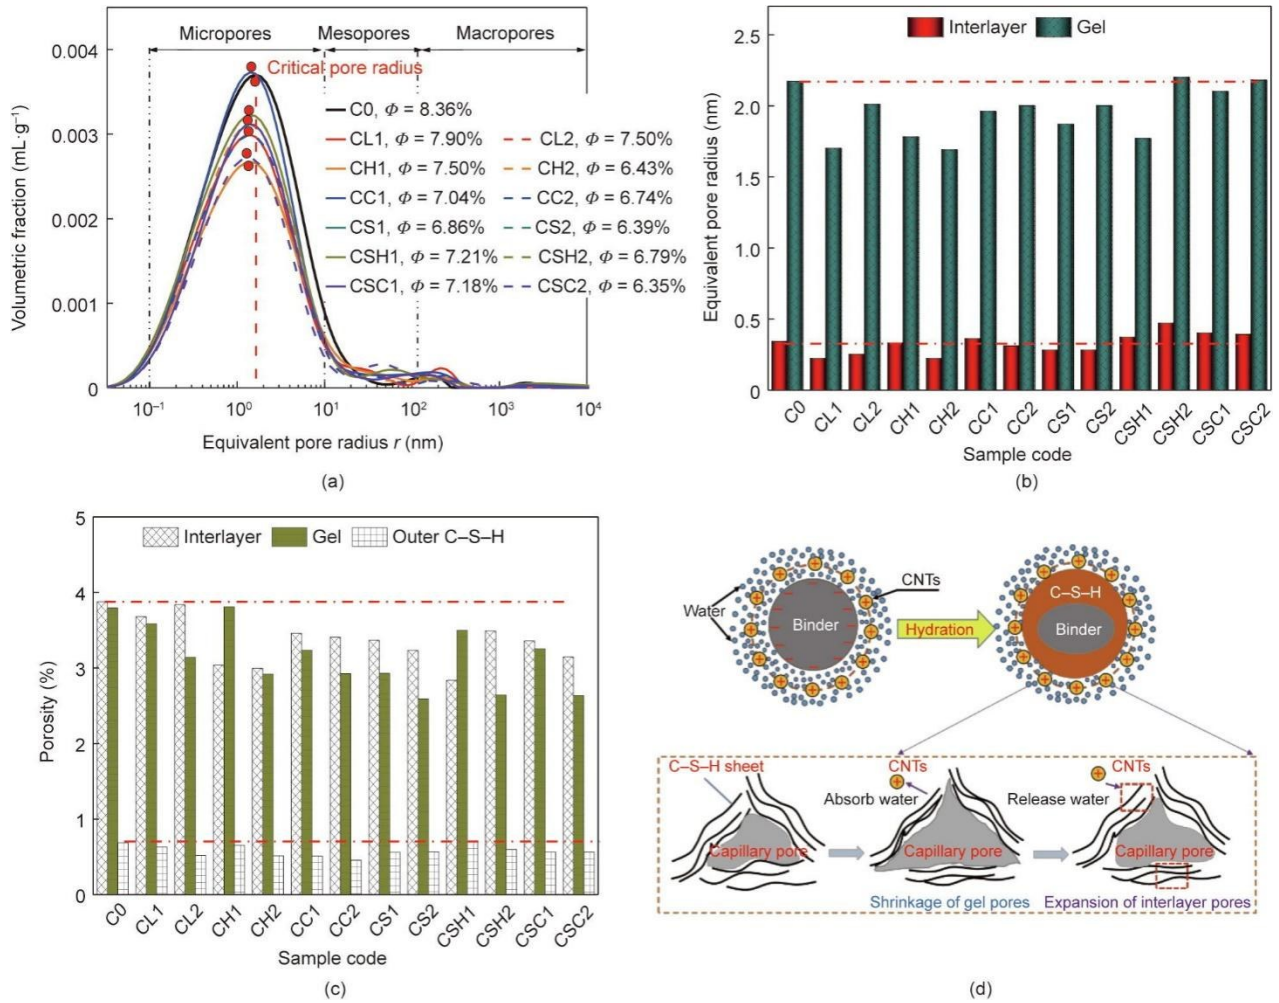 Micropores
Mesopores
Macropores
Critical pore radius
0.004
0.003
0.002
0.001
0
Volumetric fraction (mL·g⁻¹)
C0, Φ = 8.36%
CL1, Φ = 7.90%
CL2, Φ = 7.50%
CH1, Φ = 7.50%
CH2, Φ = 6.43%
CC1, Φ = 7.04%
CC2, Φ = 6.74%
CS1, Φ = 6.86%
CS2, Φ = 6.39%
CSH1, Φ = 7.21%
CSH2, Φ = 6.79%
CSC1, Φ = 7.18%
CSC2, Φ = 6.35%
10⁻¹ 10⁰ 10¹ 10² 10³ 10⁴
Equivalent pore radius r (nm)
(a)
Interlayer Gel
2.5
2.0
1.5
1.0
0.5
0
Equivalent pore radius (nm)
C0 CL1 CL2 CH1 CH2 CC1 CC2 CS1 CS2 CSH1 CSH2 CSC1 CSC2
Sample code
(b)
Interlayer Gel Outer C–S–H
5
4
3
2
1
0
Porosity (%)
C0 CL1 CL2 CH1 CH2 CC1 CC2 CS1 CS2 CSH1 CSH2 CSC1 CSC2
Sample code
(c)
Water
Binder
CNTs
Hydration
C–S–H
Binder
C–S–H sheet
CNTs
Absorb water
CNTs
Release water
Capillary pore
Capillary pore
Capillary pore
Shrinkage of gel pores
Expansion of interlayer pores
(d)